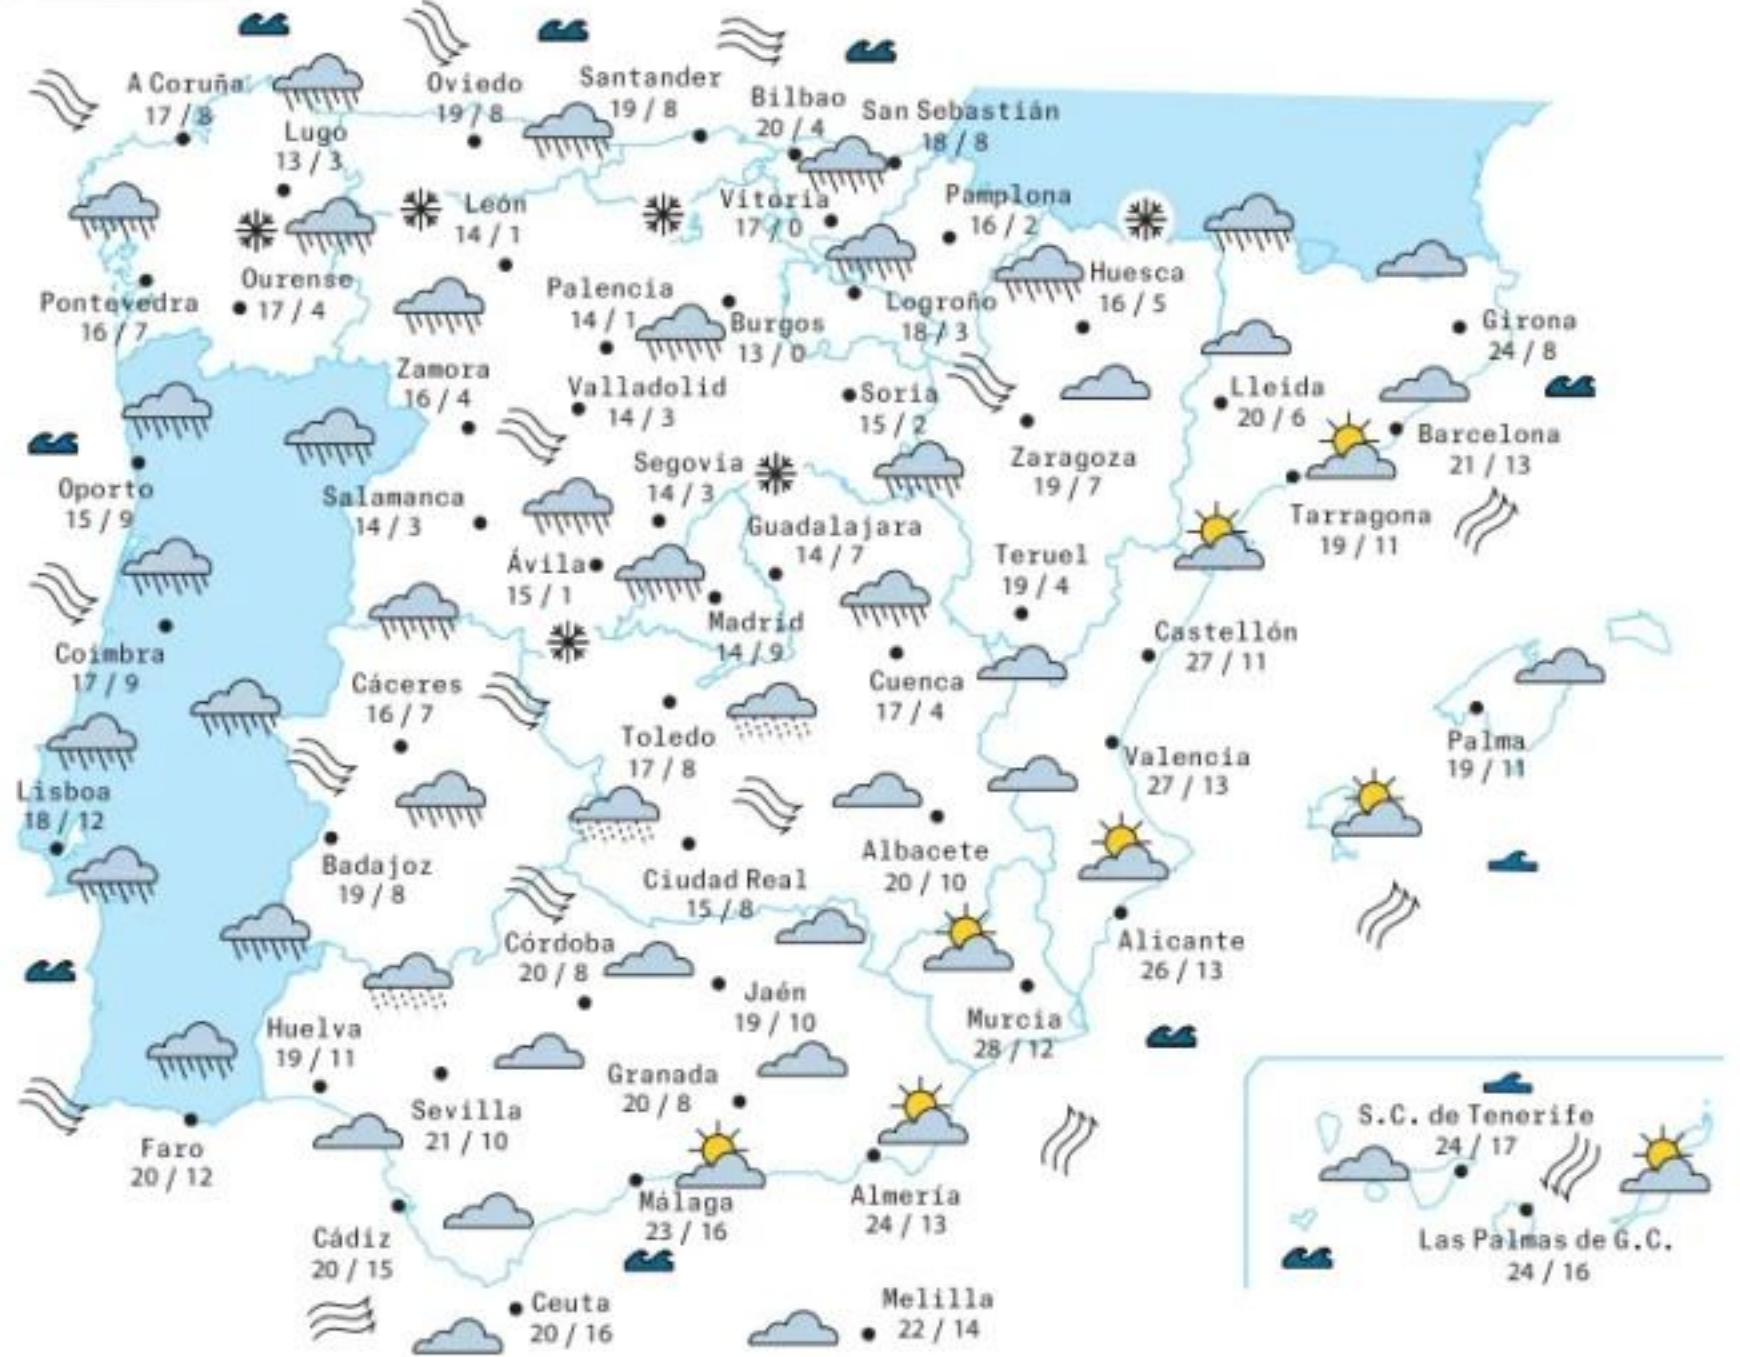 A Coruña
17 / 8
Oviedo
19 / 8
Santander
19 / 8
Bilbao
20 / 4
San Sebastián
18 / 8
Lugo
13 / 3
León
14 / 1
Vitoria
17 / 0
Pamplona
16 / 2
Pontevedra
16 / 7
Ourense
17 / 4
Palencia
14 / 1
Burgos
13 / 0
Logroño
18 / 3
Huesca
16 / 5
Girona
24 / 8
Zamora
16 / 4
Valladolid
14 / 3
Soria
15 / 2
Lleida
20 / 6
Barcelona
21 / 13
Oporto
15 / 9
Salamanca
14 / 3
Segovia
14 / 3
Zaragoza
19 / 7
Tarragona
19 / 11
Guadalajara
14 / 7
Ávila
15 / 1
Teruel
19 / 4
Madrid
14 / 9
Castellón
27 / 11
Coimbra
17 / 9
Cáceres
16 / 7
Cuenca
17 / 4
Toledo
17 / 8
Valencia
27 / 13
Palma
19 / 11
Lisboa
18 / 12
Badajoz
19 / 8
Ciudad Real
15 / 8
Albacete
20 / 10
Córdoba
20 / 8
Alicante
26 / 13
Jaén
19 / 10
Murcia
28 / 12
Huelva
19 / 11
Granada
20 / 8
Sevilla
21 / 10
Faro
20 / 12
Málaga
23 / 16
Almería
24 / 13
S.C. de Tenerife
24 / 17
Las Palmas de G.C.
24 / 16
Cádiz
20 / 15
Ceuta
20 / 16
Melilla
22 / 14